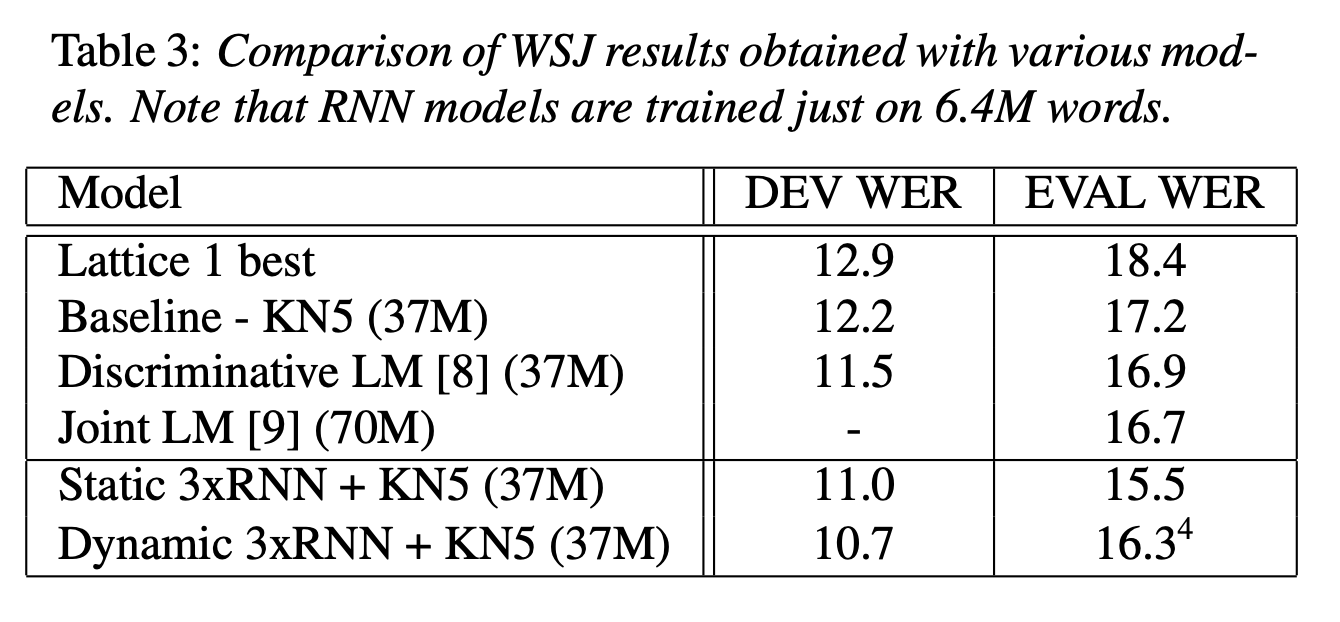 Table 3: Comparison of WSJ results obtained with various mod-
els. Note that RNN models are trained just on 6.4M words.
Model DEV WER EVAL WER
Lattice 1 best 12.9 18.4
Baseline - KN5 (37M) 12.2 17.2
Discriminative LM [8] (37M) 11.5 16.9
Joint LM [9] (70M) - 16.7
Static 3xRNN + KN5 (37M) 11.0 15.5
Dynamic 3xRNN + KN5 (37M) 10.7 16.3⁴